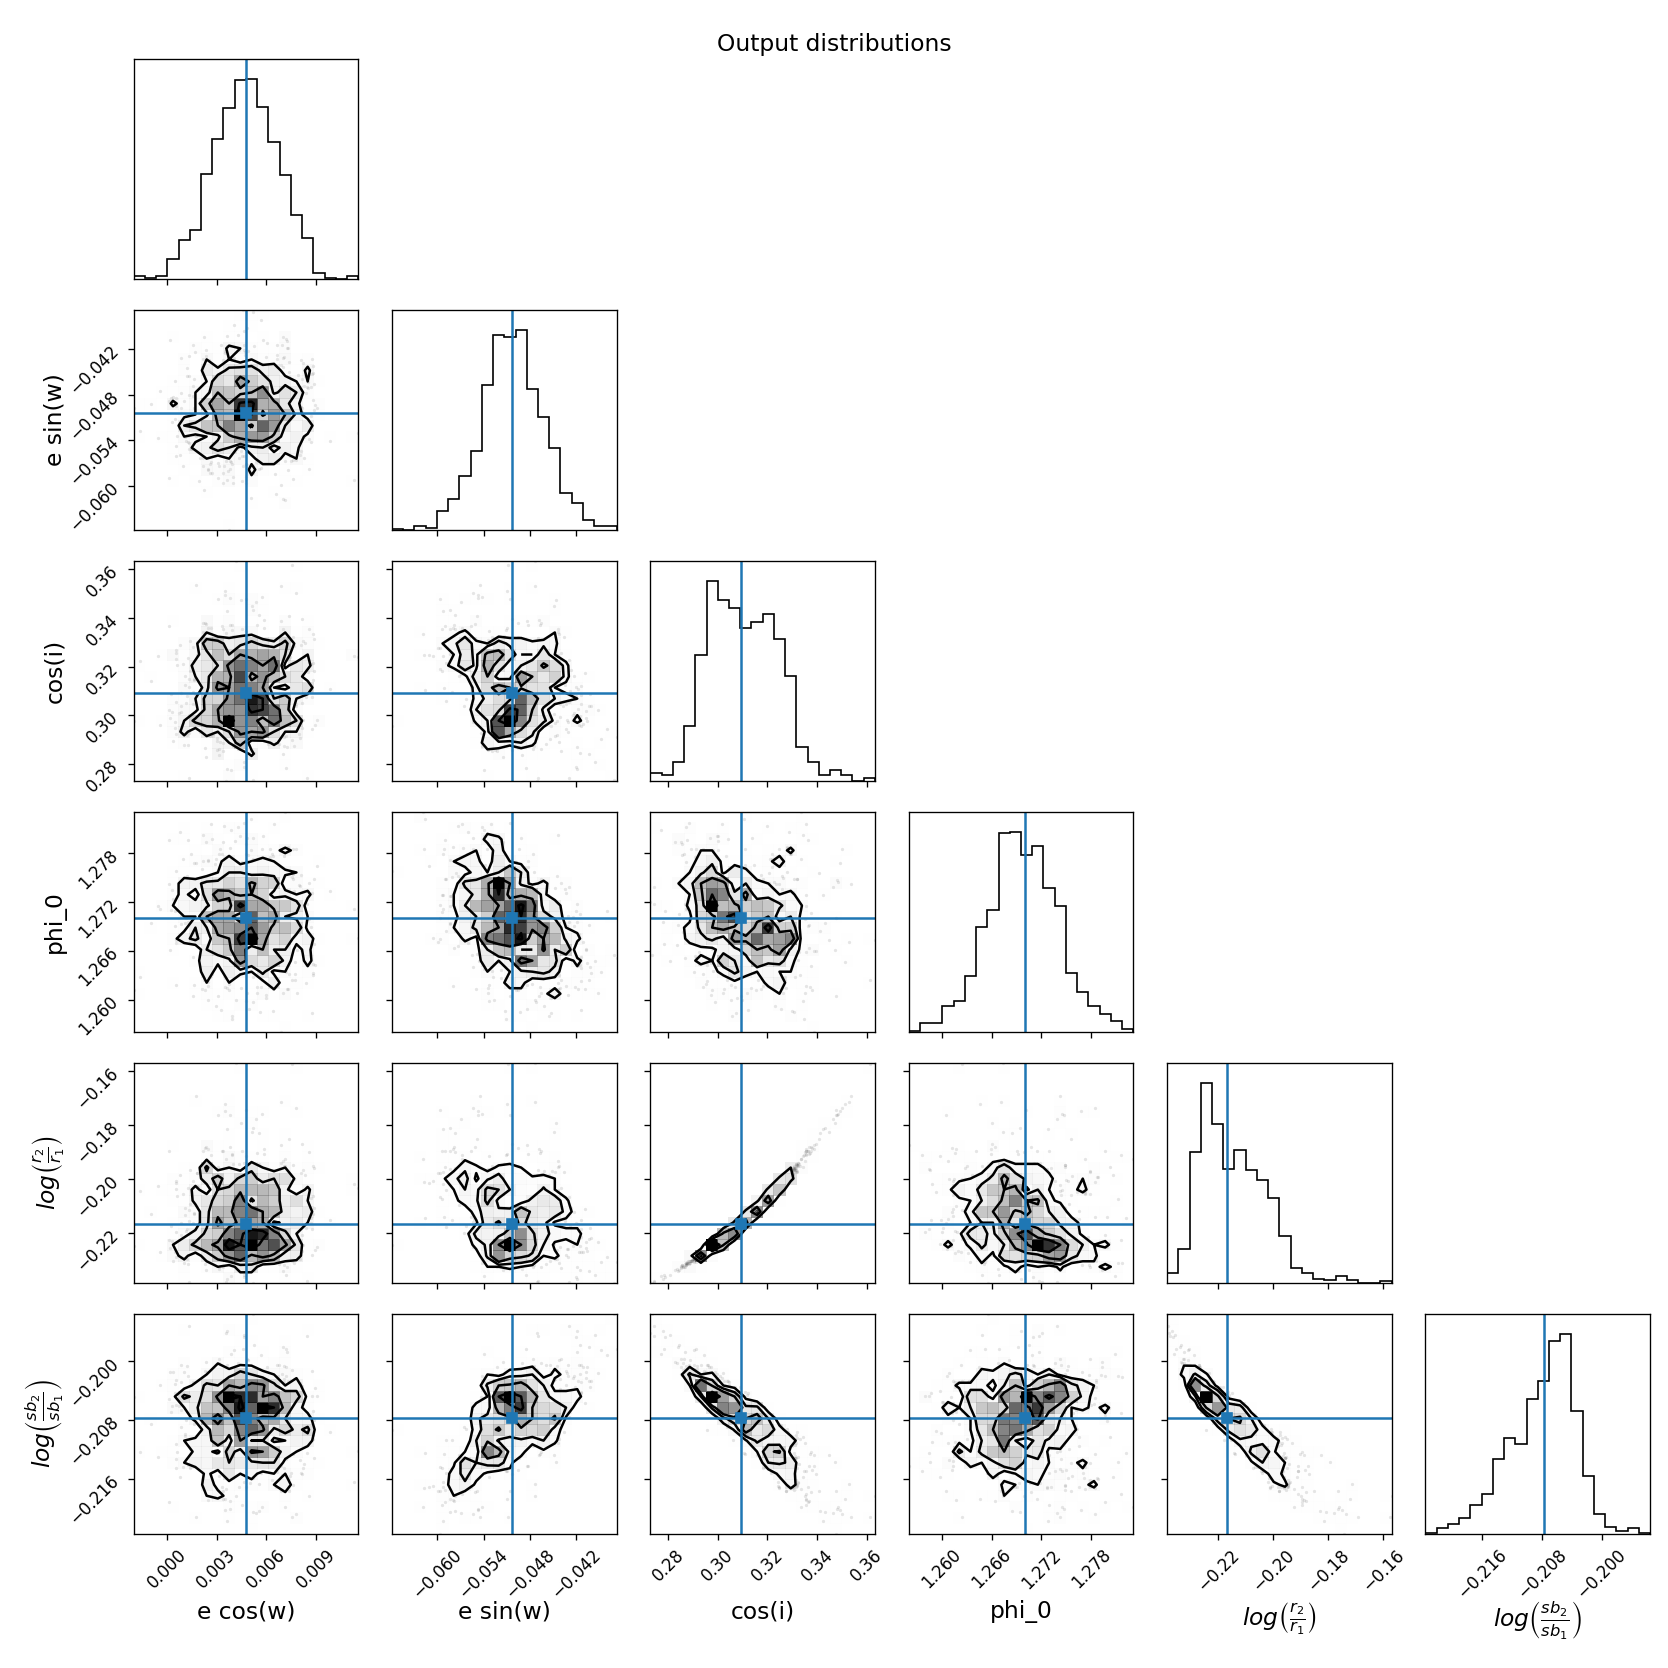 Output distributions
e sin(w)
−0.042
−0.048
−0.054
−0.060
cos(i)
0.36
0.34
0.32
0.30
0.28
phi_0
1.278
1.272
1.266
1.260
log(r₂/r₁)
−0.16
−0.18
−0.20
−0.22
log(sb₂/sb₁)
−0.200
−0.208
−0.216
0.000 0.003 0.006 0.009 −0.060 −0.054 −0.048 −0.042 0.28 0.30 0.32 0.34 0.36 1.260 1.266 1.272 1.278 −0.22 −0.20 −0.18 −0.16 −0.216 −0.208 −0.200
e cos(w) e sin(w) cos(i) phi_0 log(r₂/r₁) log(sb₂/sb₁)